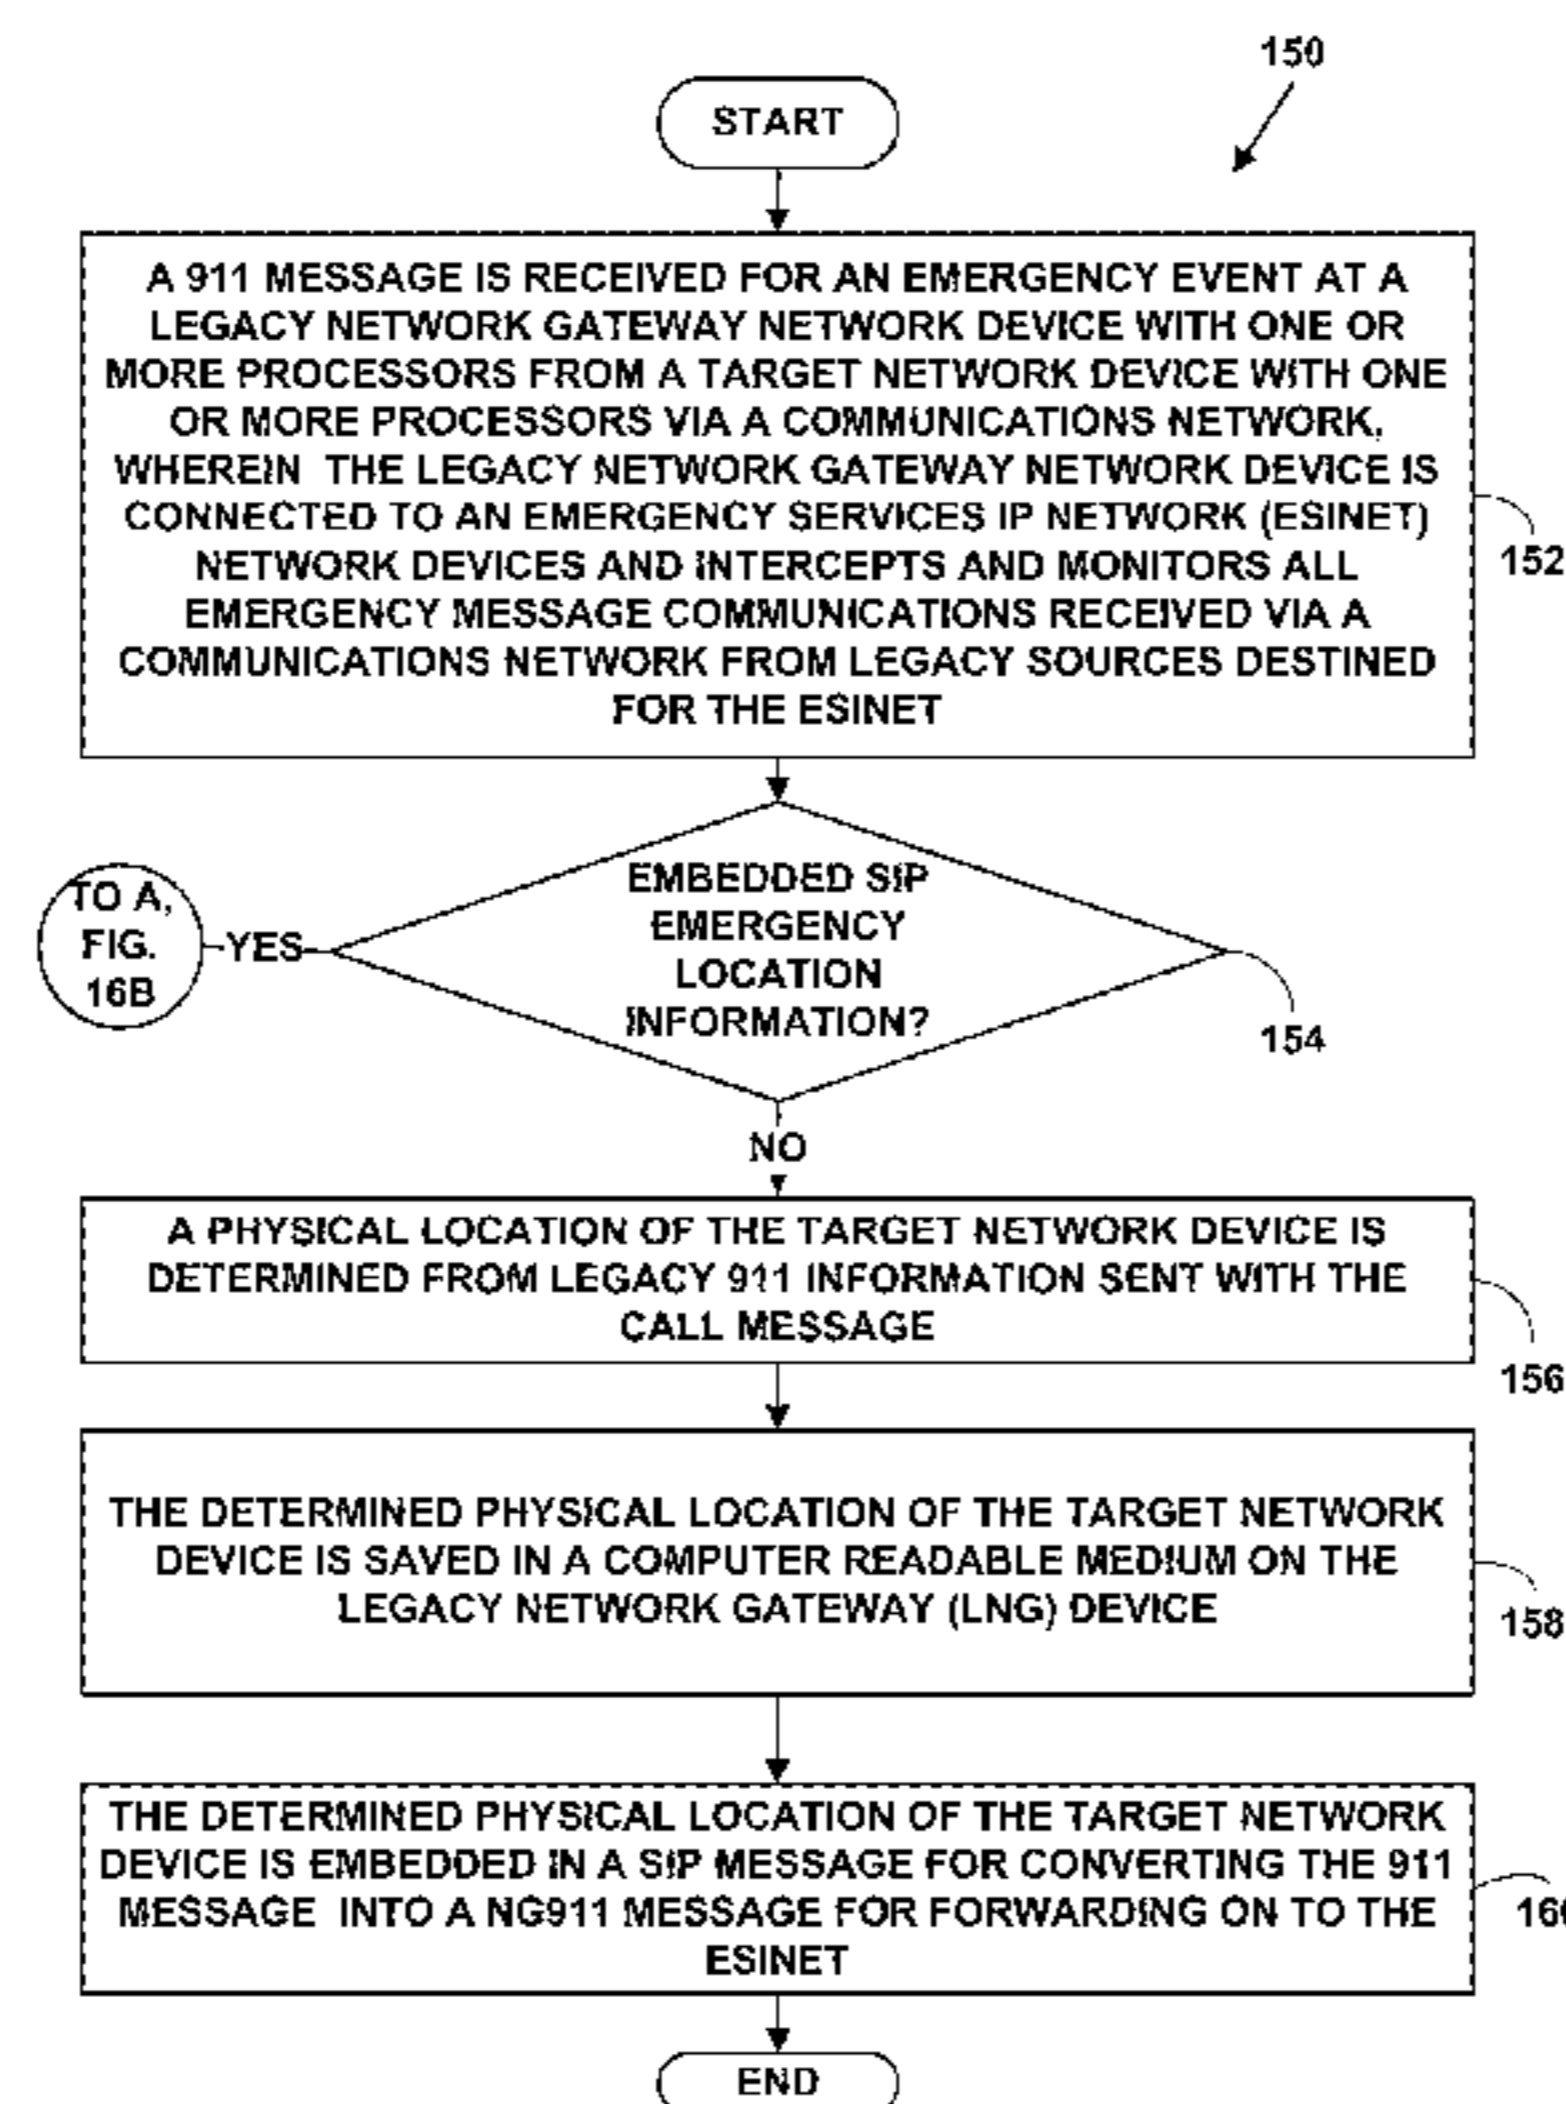 150
START
A 911 MESSAGE IS RECEIVED FOR AN EMERGENCY EVENT AT A
LEGACY NETWORK GATEWAY NETWORK DEVICE WITH ONE OR
MORE PROCESSORS FROM A TARGET NETWORK DEVICE WITH ONE
OR MORE PROCESSORS VIA A COMMUNICATIONS NETWORK,
WHEREIN THE LEGACY NETWORK GATEWAY NETWORK DEVICE IS
CONNECTED TO AN EMERGENCY SERVICES IP NETWORK (ESINET)
NETWORK DEVICES AND INTERCEPTS AND MONITORS ALL
EMERGENCY MESSAGE COMMUNICATIONS RECEIVED VIA A
COMMUNICATIONS NETWORK FROM LEGACY SOURCES DESTINED
FOR THE ESINET
152
TO A,
FIG.
16B
YES
EMBEDDED SIP
EMERGENCY
LOCATION
INFORMATION?
154
NO
A PHYSICAL LOCATION OF THE TARGET NETWORK DEVICE IS
DETERMINED FROM LEGACY 911 INFORMATION SENT WITH THE
CALL MESSAGE
156
THE DETERMINED PHYSICAL LOCATION OF THE TARGET NETWORK
DEVICE IS SAVED IN A COMPUTER READABLE MEDIUM ON THE
LEGACY NETWORK GATEWAY (LNG) DEVICE
158
THE DETERMINED PHYSICAL LOCATION OF THE TARGET NETWORK
DEVICE IS EMBEDDED IN A SIP MESSAGE FOR CONVERTING THE 911
MESSAGE INTO A NG911 MESSAGE FOR FORWARDING ON TO THE
ESINET
END